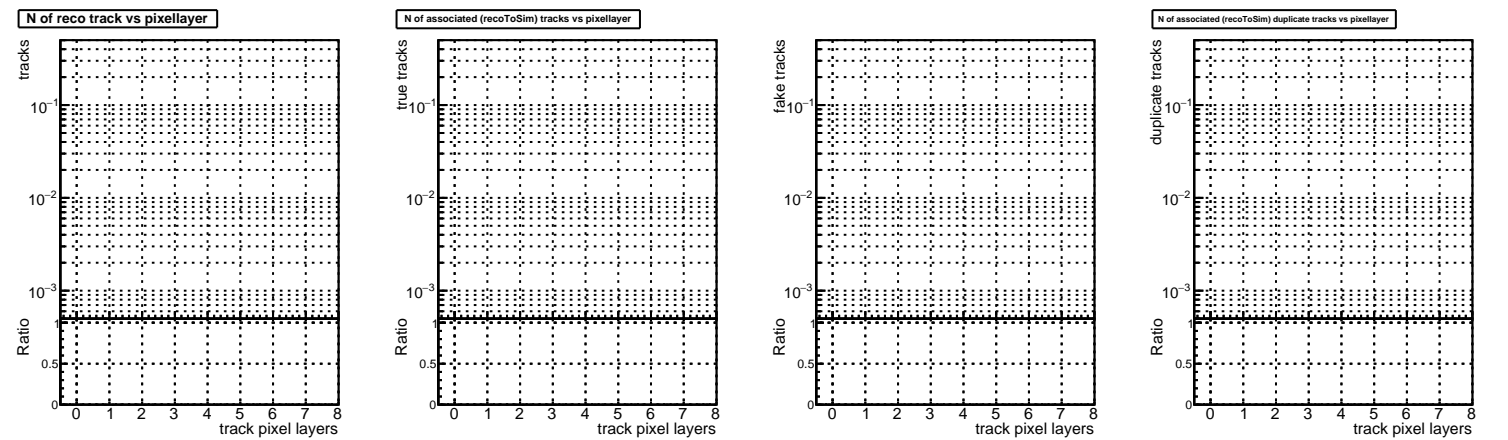 N of reco track vs pixellayer
tracks
10⁻¹
10⁻²
10⁻³
Ratio
1
0.5
0
0 1 2 3 4 5 6 7 8
track pixel layers
N of associated (recoToSim) tracks vs pixellayer
true tracks
10⁻¹
10⁻²
10⁻³
Ratio
1
0.5
0
0 1 2 3 4 5 6 7 8
track pixel layers
fake tracks
10⁻¹
10⁻²
10⁻³
Ratio
1
0.5
0
0 1 2 3 4 5 6 7 8
track pixel layers
N of associated (recoToSim) duplicate tracks vs pixellayer
duplicate tracks
10⁻¹
10⁻²
10⁻³
Ratio
1
0.5
0
0 1 2 3 4 5 6 7 8
track pixel layers